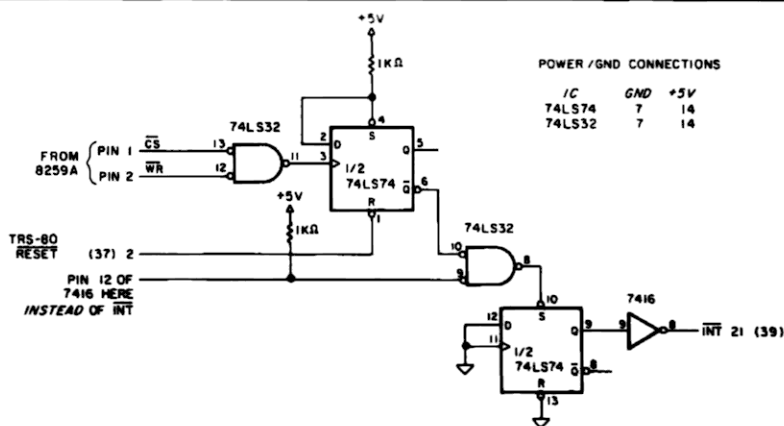 +5V
1KΩ
POWER/GND CONNECTIONS
IC GND +5V
74LS74 7 14
74LS32 7 14
74LS32
4
S
2 D
Q 5
FROM 8259A
PIN 1 CS 13
PIN 2 WR 12
11
3
1/2
74LS74
Q 6
R
1
+5V
1KΩ
74LS32
TRS-80
RESET (37) 2
10
9
8
PIN 12 OF
7416 HERE
INSTEAD OF INT
10
S
12 D
Q 9
7416
9 8
INT 21 (39)
11
1/2
74LS74
Q 8
R
13